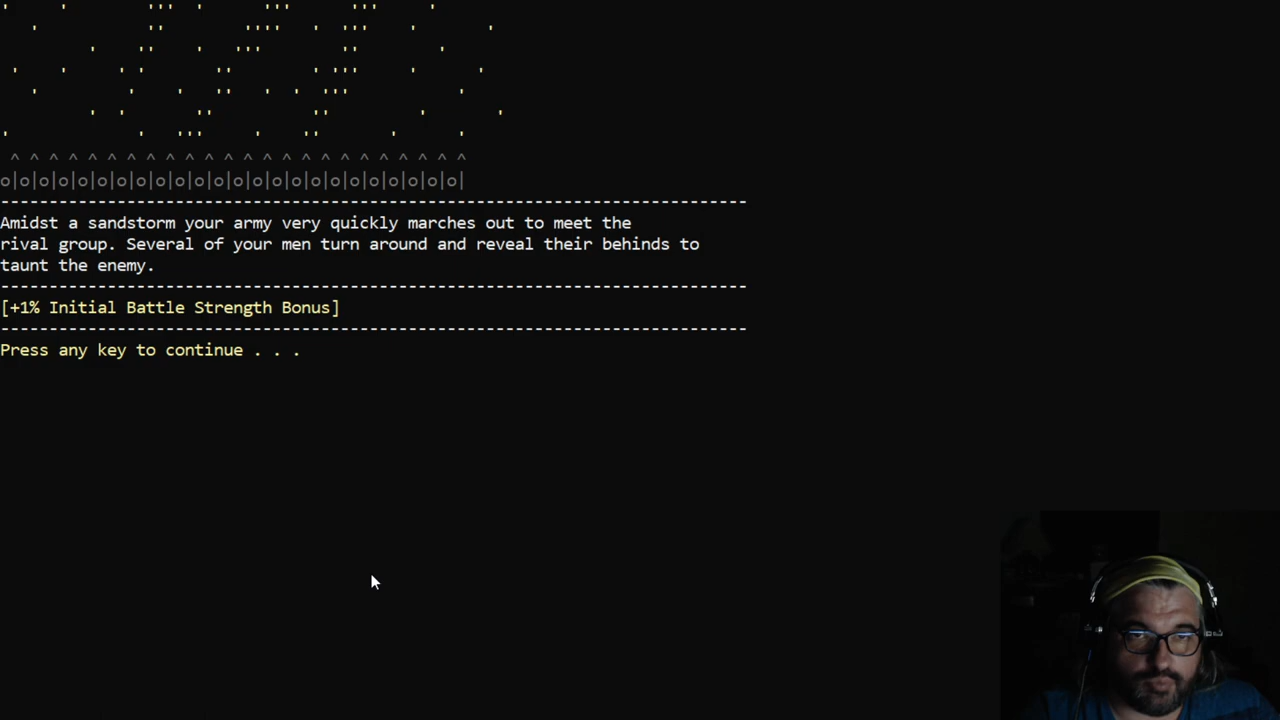 ^ ^ ^ ^ ^ ^ ^ ^ ^ ^ ^ ^ ^ ^ ^ ^ ^ ^ ^ ^ ^ ^ ^ ^
o|o|o|o|o|o|o|o|o|o|o|o|o|o|o|o|o|o|o|o|o|o|o|o|
-----------------------------------------------------------------------------
Amidst a sandstorm your army very quickly marches out to meet the
rival group. Several of your men turn around and reveal their behinds to
taunt the enemy.
-----------------------------------------------------------------------------
[+1% Initial Battle Strength Bonus]
-----------------------------------------------------------------------------
Press any key to continue . . .